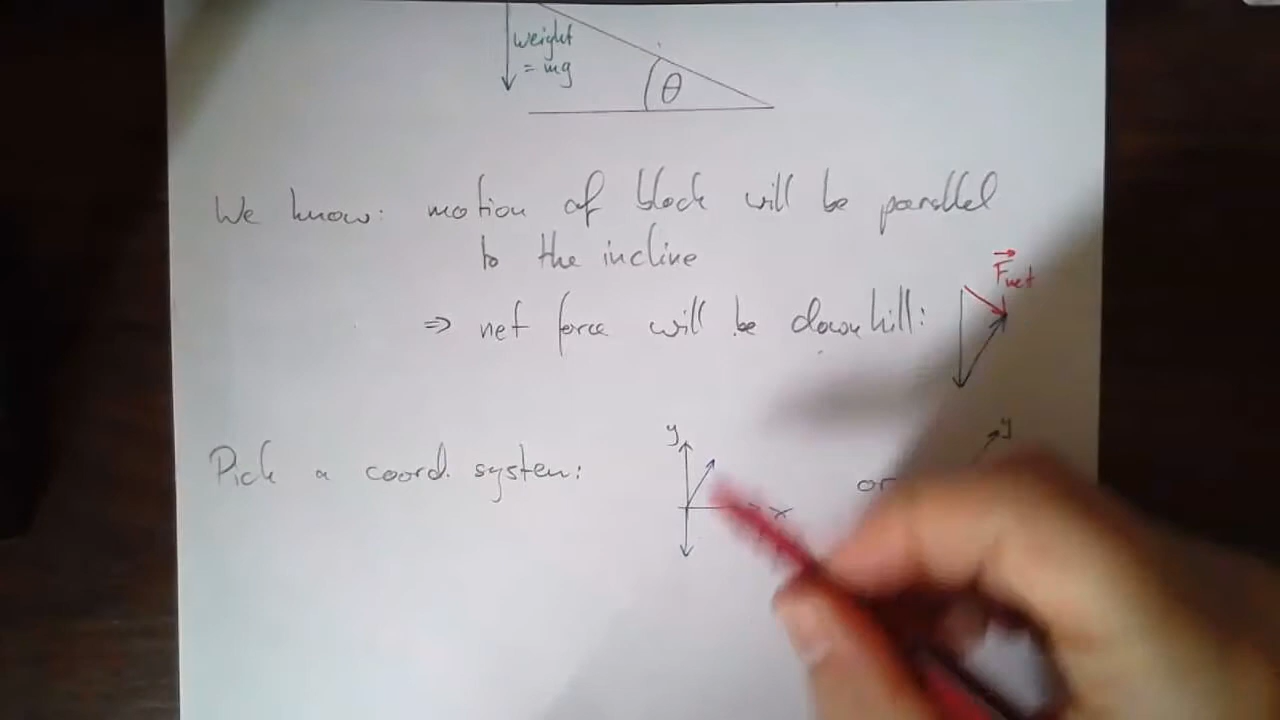 weight
= mg
θ
We know: motion of block will be parallel
to the incline
F net
⇒ net force will be downhill:
Pick a coord. system:
y
x
or
y